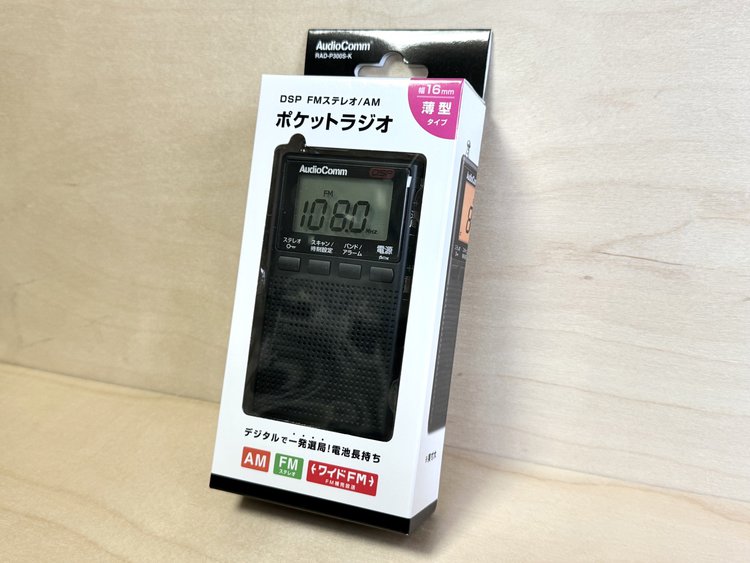 AudioComm
RAD-P300S-K
幅16mm
薄型
タイプ
DSP FMステレオ/AM
ポケットラジオ
AudioComm
DSP
FM
108.0
MHz
ステレオ
スキャン/
時刻設定
バンド/
アラーム
電源
デジタルで一発選局!電池長持ち
AM
FM
ステレオ
ワイドFM
FM補完放送